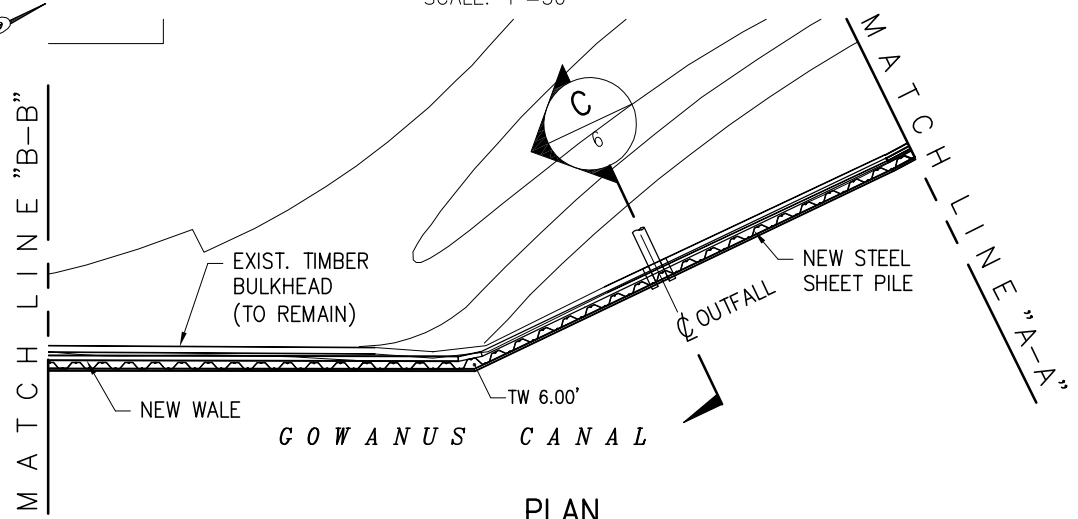 SCALE: 1"=30'
MATCH LINE "B-B"
MATCH LINE "A-A"
C
6
EXIST. TIMBER
BULKHEAD
(TO REMAIN)
NEW STEEL
SHEET PILE
℄ OUTFALL
TW 6.00'
NEW WALE
GOWANUS CANAL
PLAN